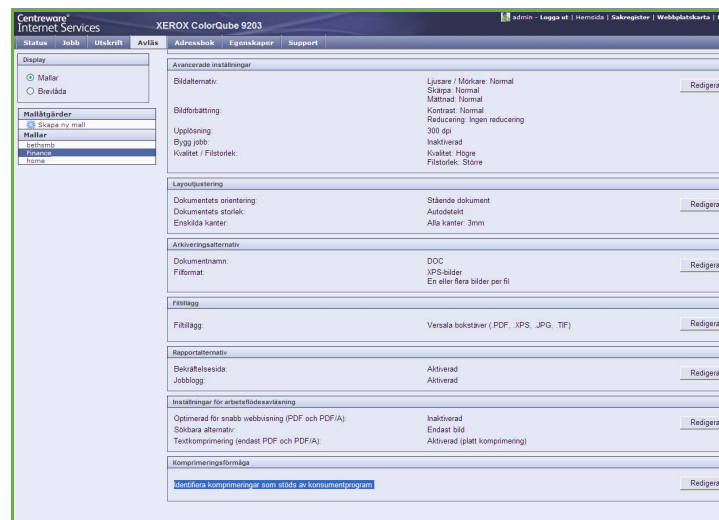 Centreware®
Internet Services
XEROX ColorQube 9203
admin - Logga ut | Hemsida | Sakregister | Webbplatskarta |
Status Jobb Utskrift Avläs Adressbok Egenskaper Support
Display
Mallar
Brevlåda
Mallåtgärder
Skapa ny mall
Mallar
bethsmb
Finance
home
Avancerade inställningar
Bildalternativ: Ljusare / Mörkare: Normal
Skärpa: Normal
Mättnad: Normal
Redigera
Bildförbättring: Kontrast: Normal
Reducering: Ingen reducering
Upplösning: 300 dpi
Bygg jobb: Inaktiverad
Kvalitet / Filstorlek: Kvalitet: Högre
Filstorlek: Större
Layoutjustering
Dokumentets orientering: Stående dokument
Redigera
Dokumentets storlek: Autodetekt
Enskilda kanter: Alla kanter: 3mm
Arkiveringsalternativ
Dokumentnamn: DOC
Redigera
Filformat: XPS-bilder
En eller flera bilder per fil
Filtillägg
Filtillägg: Versala bokstäver (.PDF, .XPS, .JPG, .TIF) Redigera
Rapportalternativ
Bekräftelsesida: Aktiverad
Redigera
Jobblogg: Aktiverad
Inställningar för arbetsflödesavläsning
Optimerad för snabb webbvisning (PDF och PDF/A): Inaktiverad
Redigera
Sökbara alternativ: Endast bild
Textkomprimering (endast PDF och PDF/A): Aktiverad (platt komprimering)
Komprimeringsförmåga
Identifiera komprimeringar som stöds av konsumentprogram. Redigera